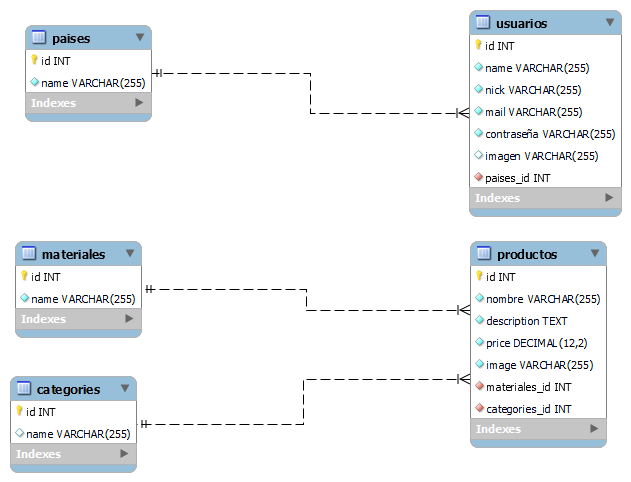 paises
id INT
name VARCHAR(255)
Indexes
usuarios
id INT
name VARCHAR(255)
nick VARCHAR(255)
mail VARCHAR(255)
contraseña VARCHAR(255)
imagen VARCHAR(255)
paises_id INT
Indexes
materiales
id INT
name VARCHAR(255)
Indexes
productos
id INT
nombre VARCHAR(255)
description TEXT
price DECIMAL(12,2)
image VARCHAR(255)
materiales_id INT
categories_id INT
Indexes
categories
id INT
name VARCHAR(255)
Indexes